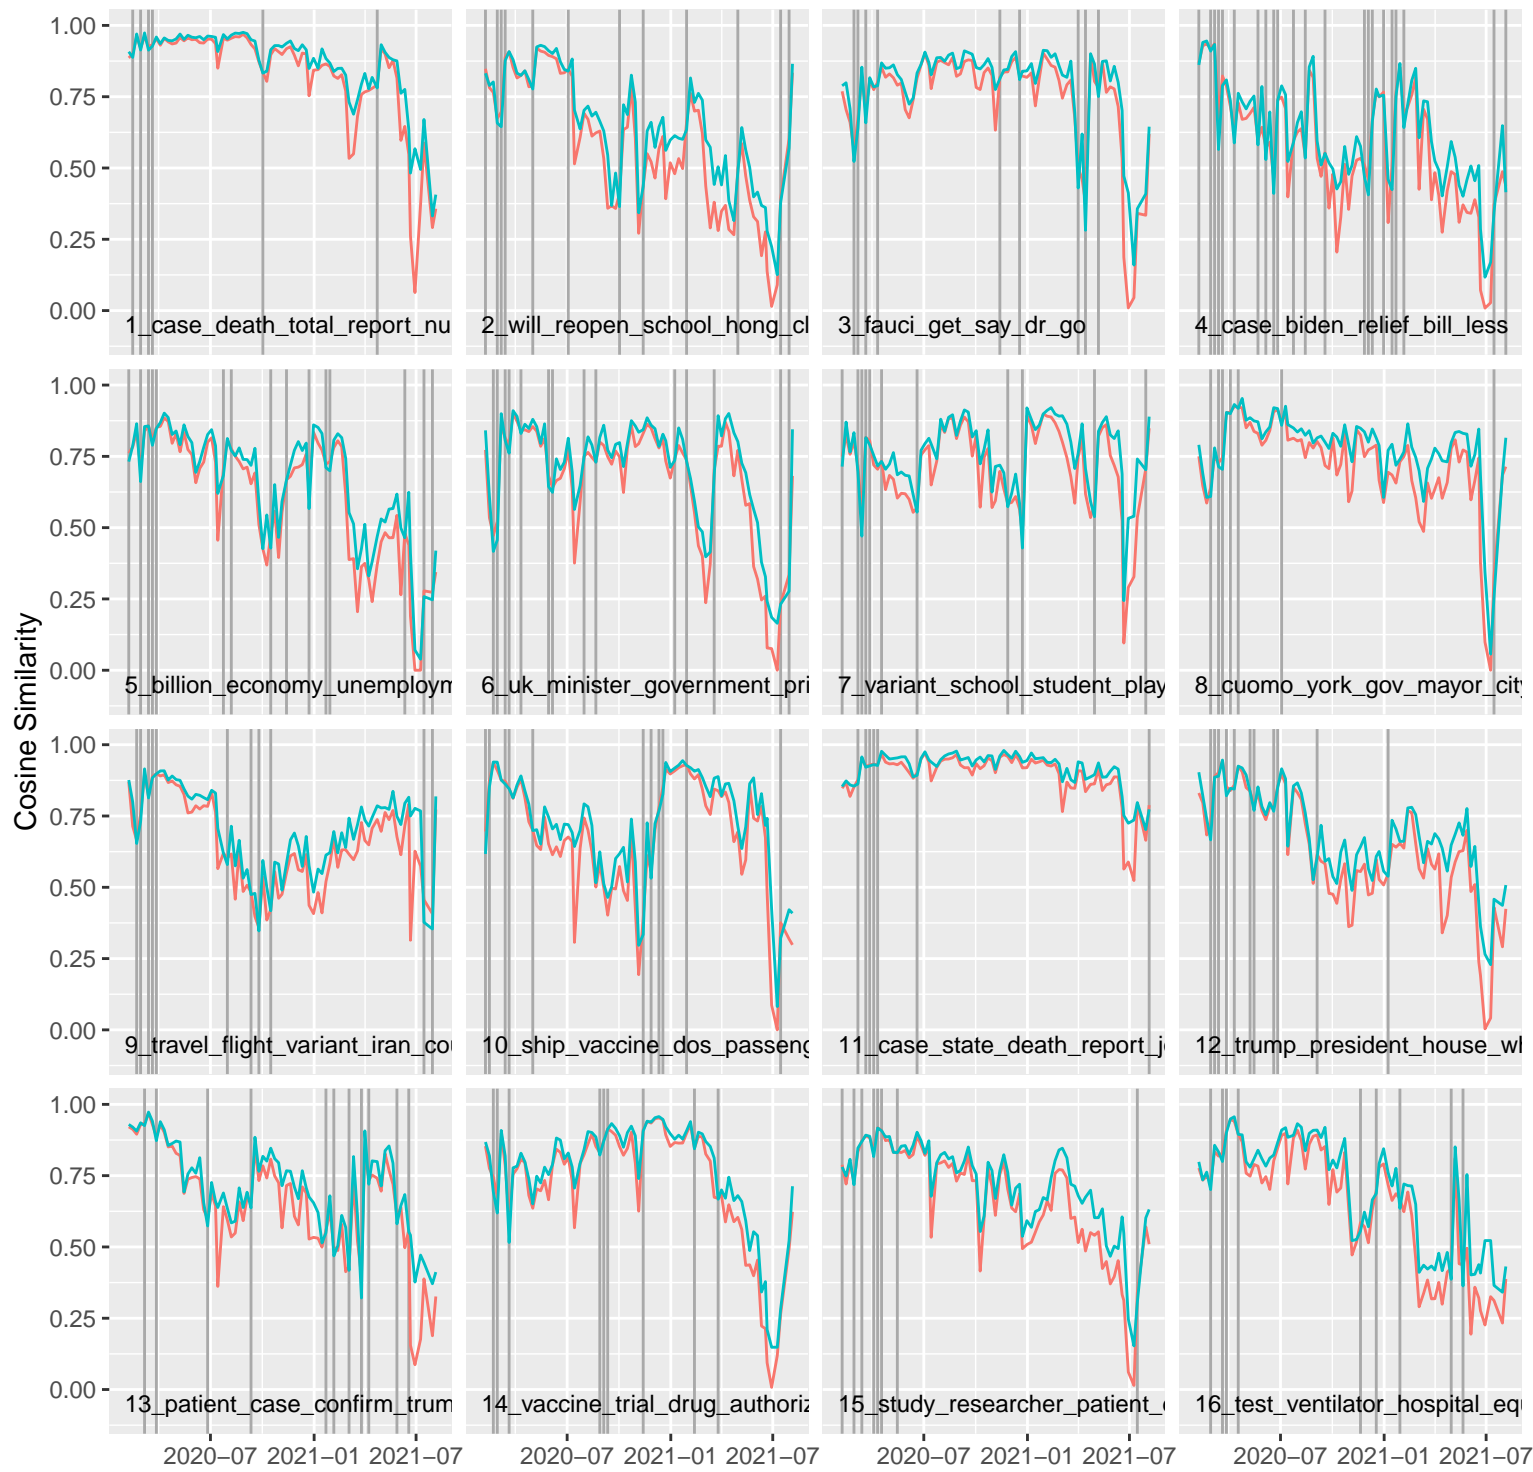 Cosine Similarity
1.00
0.75
0.50
0.25
0.00
1_case_death_total_report_nu
2_will_reopen_school_hong_cl
3_fauci_get_say_dr_go
4_case_biden_relief_bill_less
1.00
0.75
0.50
0.25
0.00
5_billion_economy_unemploym
6_uk_minister_government_pri
7_variant_school_student_play
8_cuomo_york_gov_mayor_city
1.00
0.75
0.50
0.25
0.00
9_travel_flight_variant_iran_cou
10_ship_vaccine_dos_passeng
11_case_state_death_report_j
12_trump_president_house_wh
1.00
0.75
0.50
0.25
0.00
13_patient_case_confirm_trum
14_vaccine_trial_drug_authoriz
15_study_researcher_patient_
16_test_ventilator_hospital_equ
2020−07 2021−01 2021−07
2020−07 2021−01 2021−07
2020−07 2021−01 2021−07
2020−07 2021−01 2021−07